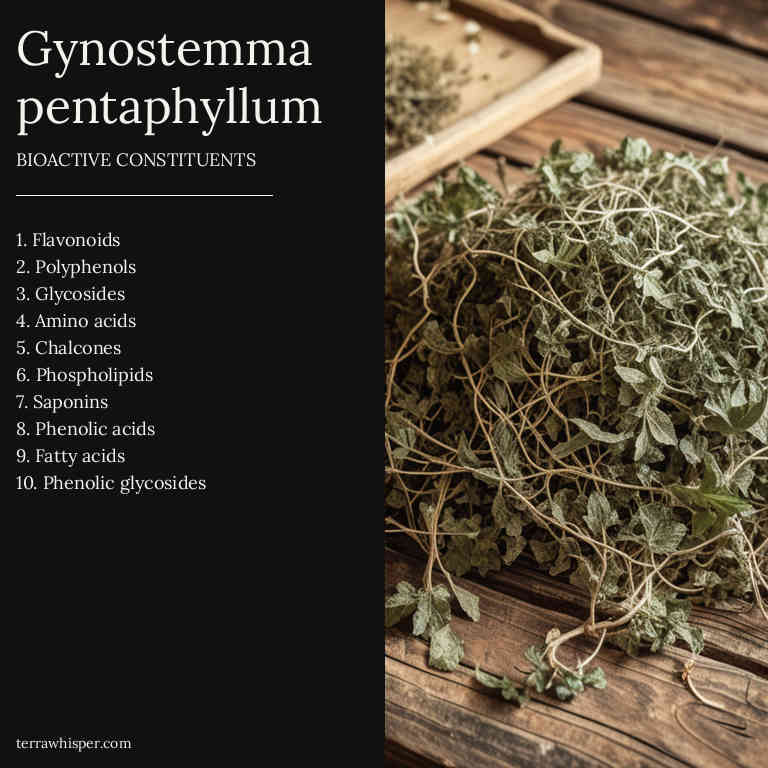 Gynostemma
pentaphyllum
BIOACTIVE CONSTITUENTS
1. Flavonoids
2. Polyphenols
3. Glycosides
4. Amino acids
5. Chalcones
6. Phospholipids
7. Saponins
8. Phenolic acids
9. Fatty acids
10. Phenolic glycosides
terrawhisper.com